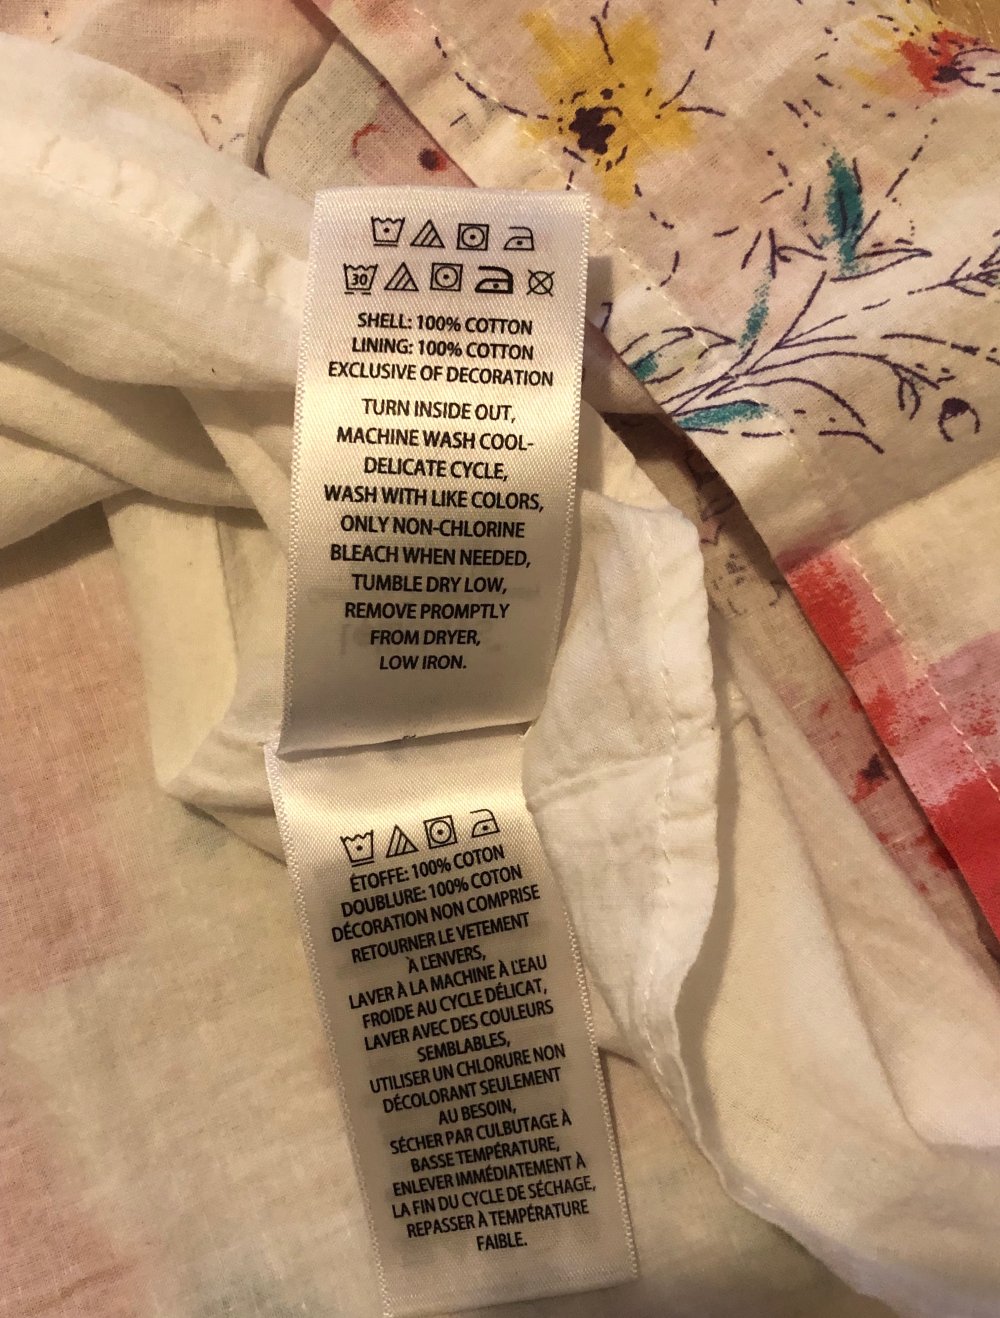 30
SHELL: 100% COTTON
LINING: 100% COTTON
EXCLUSIVE OF DECORATION
TURN INSIDE OUT,
MACHINE WASH COOL-
DELICATE CYCLE,
WASH WITH LIKE COLORS,
ONLY NON-CHLORINE
BLEACH WHEN NEEDED,
TUMBLE DRY LOW,
REMOVE PROMPTLY
FROM DRYER,
LOW IRON.
ÉTOFFE: 100% COTON
DOUBLURE: 100% COTON
DÉCORATION NON COMPRISE
RETOURNER LE VETEMENT
À L'ENVERS,
LAVER À LA MACHINE À L'EAU
FROIDE AU CYCLE DÉLICAT,
LAVER AVEC DES COULEURS
SEMBLABLES,
UTILISER UN CHLORURE NON
DÉCOLORANT SEULEMENT
AU BESOIN,
SÉCHER PAR CULBUTAGE À
BASSE TEMPÉRATURE,
ENLEVER IMMÉDIATEMENT À
LA FIN DU CYCLE DE SÉCHAGE,
REPASSER À TEMPÉRATURE
FAIBLE.